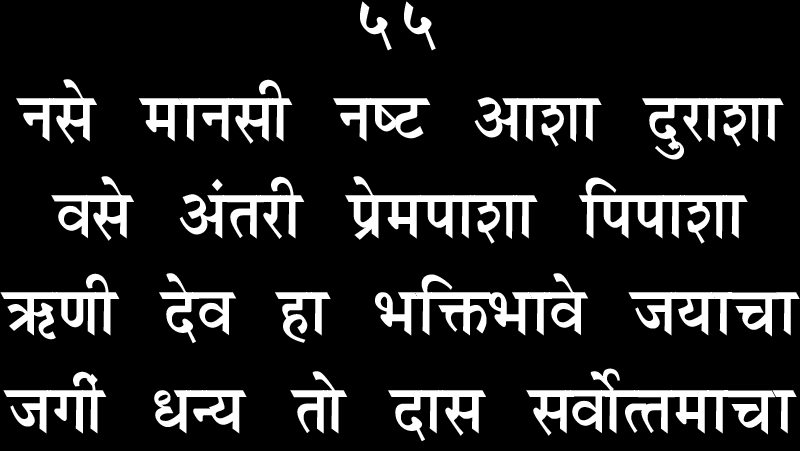 ५५
नसे मानसी नष्ट आशा दुराशा
वसे अंतरी प्रेमपाशा पिपाशा
ऋणी देव हा भक्तिभावे जयाचा
जगीं धन्य तो दास सर्वोत्तमाचा